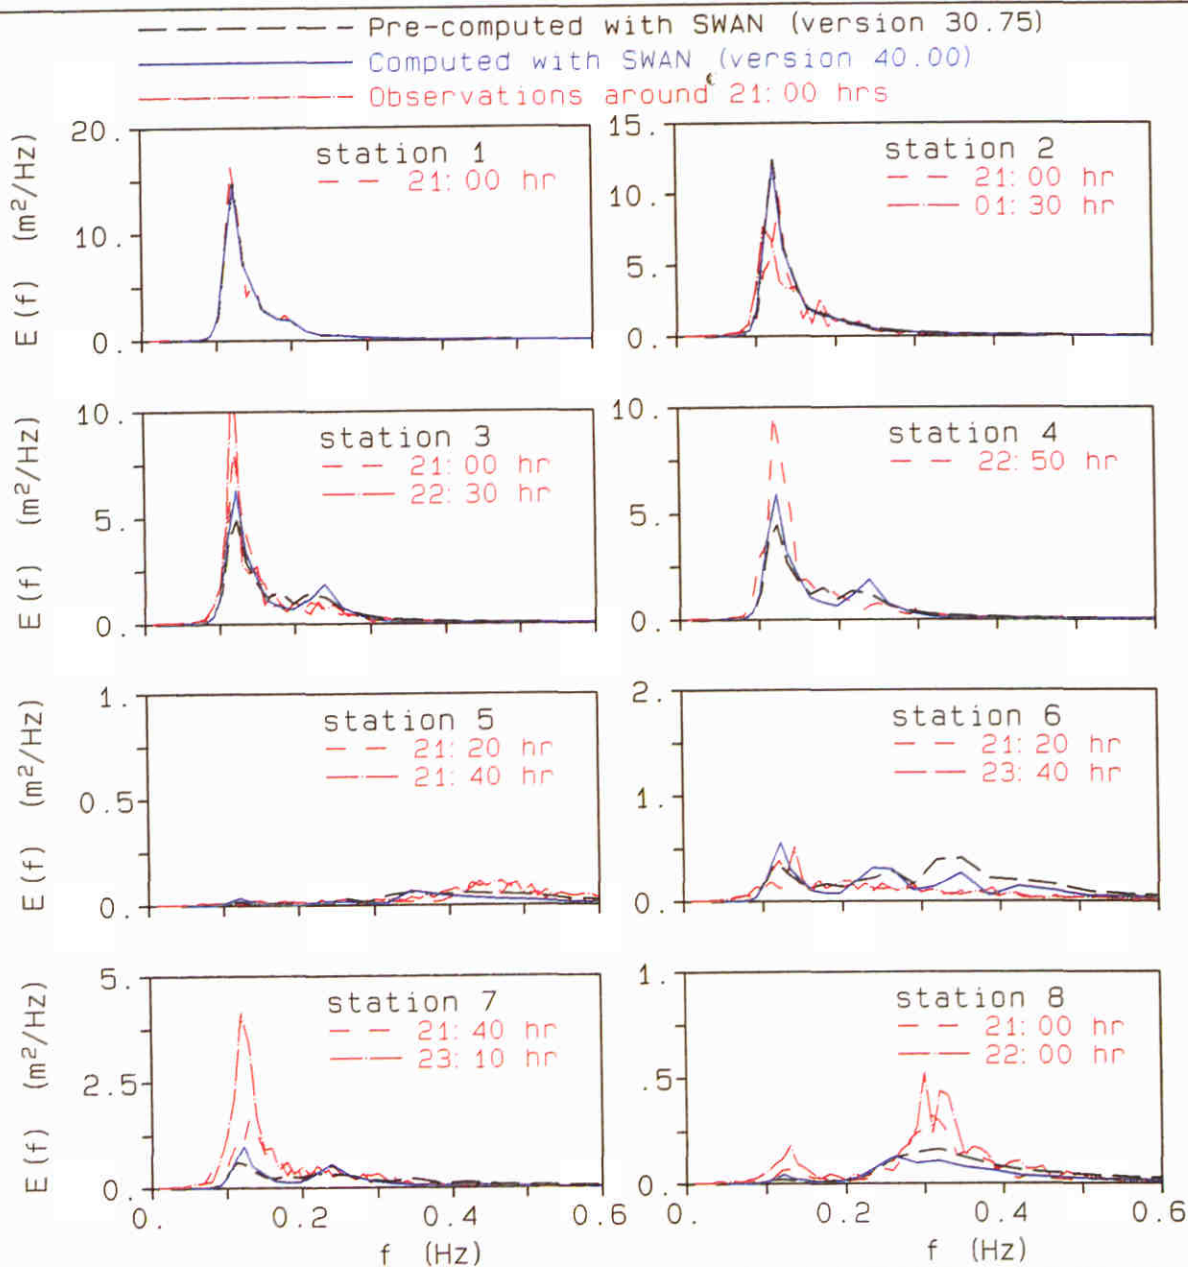 Pre-computed with SWAN (version 30.75)
Computed with SWAN (version 40.00)
Observations around 21:00 hrs
E(f) (m²/Hz)
20.
10.
0.
station 1
21:00 hr
15.
10.
5.
0.
station 2
21:00 hr
01:30 hr
E(f) (m²/Hz)
10.
5.
0.
station 3
21:00 hr
22:30 hr
10.
5.
0.
station 4
22:50 hr
E(f) (m²/Hz)
1.
0.5
0.
station 5
21:20 hr
21:40 hr
2.
1.
0.
station 6
21:20 hr
23:40 hr
E(f) (m²/Hz)
5.
2.5
0.
station 7
21:40 hr
23:10 hr
1.
.5
0.
station 8
21:00 hr
22:00 hr
0. 0.2 0.4 0.6
f (Hz)
0. 0.2 0.4 0.6
f (Hz)